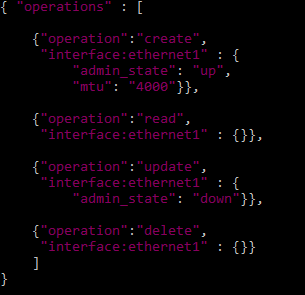 { "operations" : [
{"operation":"create",
"interface:ethernet1" : {
"admin_state": "up",
"mtu": "4000"}},
{"operation":"read",
"interface:ethernet1" : {}},
{"operation":"update",
"interface:ethernet1" : {
"admin_state": "down"}},
{"operation":"delete",
"interface:ethernet1" : {}}
]
}